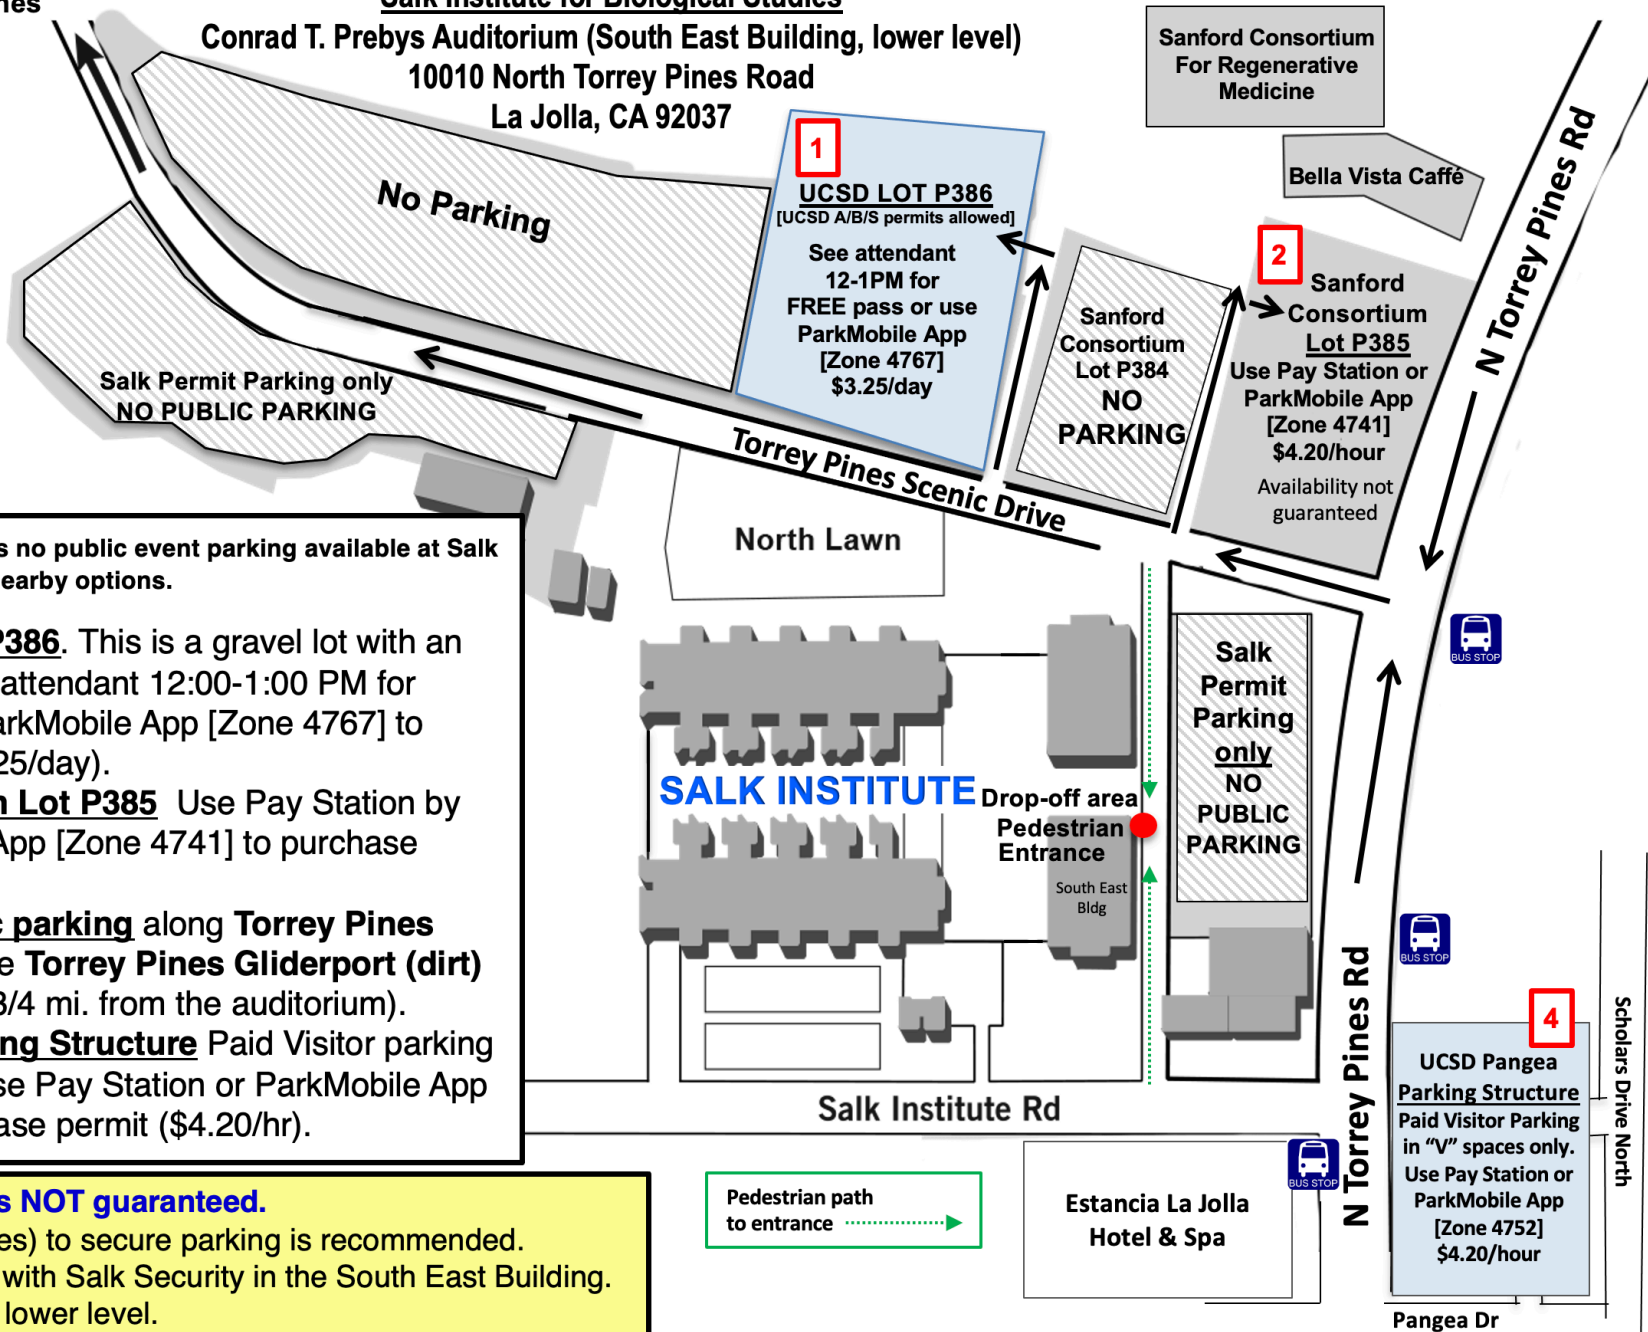 Salk Institute for Biological Studies
Conrad T. Prebys Auditorium (South East Building, lower level)
10010 North Torrey Pines Road
La Jolla, CA 92037
Sanford Consortium
For Regenerative
Medicine
Bella Vista Caffé
N Torrey Pines Rd
No Parking
1
UCSD LOT P386
[UCSD A/B/S permits allowed]
See attendant
12-1PM for
FREE pass or use
ParkMobile App
[Zone 4767]
$3.25/day
Sanford
Consortium
Lot P384
NO
PARKING
2
Sanford
Consortium
Lot P385
Use Pay Station or
ParkMobile App
[Zone 4741]
$4.20/hour
Availability not
guaranteed
Salk Permit Parking only
NO PUBLIC PARKING
Torrey Pines Scenic Drive
North Lawn
s no public event parking available at Salk
earby options.
P386. This is a gravel lot with an
attendant 12:00-1:00 PM for
arkMobile App [Zone 4767] to
25/day).
n Lot P385 Use Pay Station by
App [Zone 4741] to purchase
c parking along Torrey Pines
e Torrey Pines Gliderport (dirt)
3/4 mi. from the auditorium).
ng Structure Paid Visitor parking
se Pay Station or ParkMobile App
ase permit ($4.20/hr).
SALK INSTITUTE
Drop-off area
Pedestrian
Entrance
South East
Bldg
Salk
Permit
Parking
only
NO
PUBLIC
PARKING
BUS STOP
BUS STOP
BUS STOP
Salk Institute Rd
N Torrey Pines Rd
Scholars Drive North
4
UCSD Pangea
Parking Structure
Paid Visitor Parking
in “V” spaces only.
Use Pay Station or
ParkMobile App
[Zone 4752]
$4.20/hour
Pangea Dr
Estancia La Jolla
Hotel & Spa
Pedestrian path
to entrance
s NOT guaranteed.
es) to secure parking is recommended.
with Salk Security in the South East Building.
lower level.